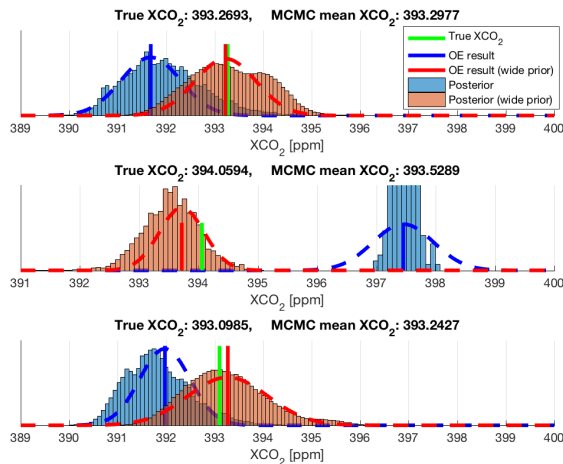 True XCO2: 393.2693, MCMC mean XCO2: 393.2977
True XCO2
OE result
OE result (wide prior)
Posterior
Posterior (wide prior)
389 390 391 392 393 394 395 396 397 398 399 400
XCO2 [ppm]
True XCO2: 394.0594, MCMC mean XCO2: 393.5289
391 392 393 394 395 396 397 398 399 400
XCO2 [ppm]
True XCO2: 393.0985, MCMC mean XCO2: 393.2427
389 390 391 392 393 394 395 396 397 398 399 400
XCO2 [ppm]